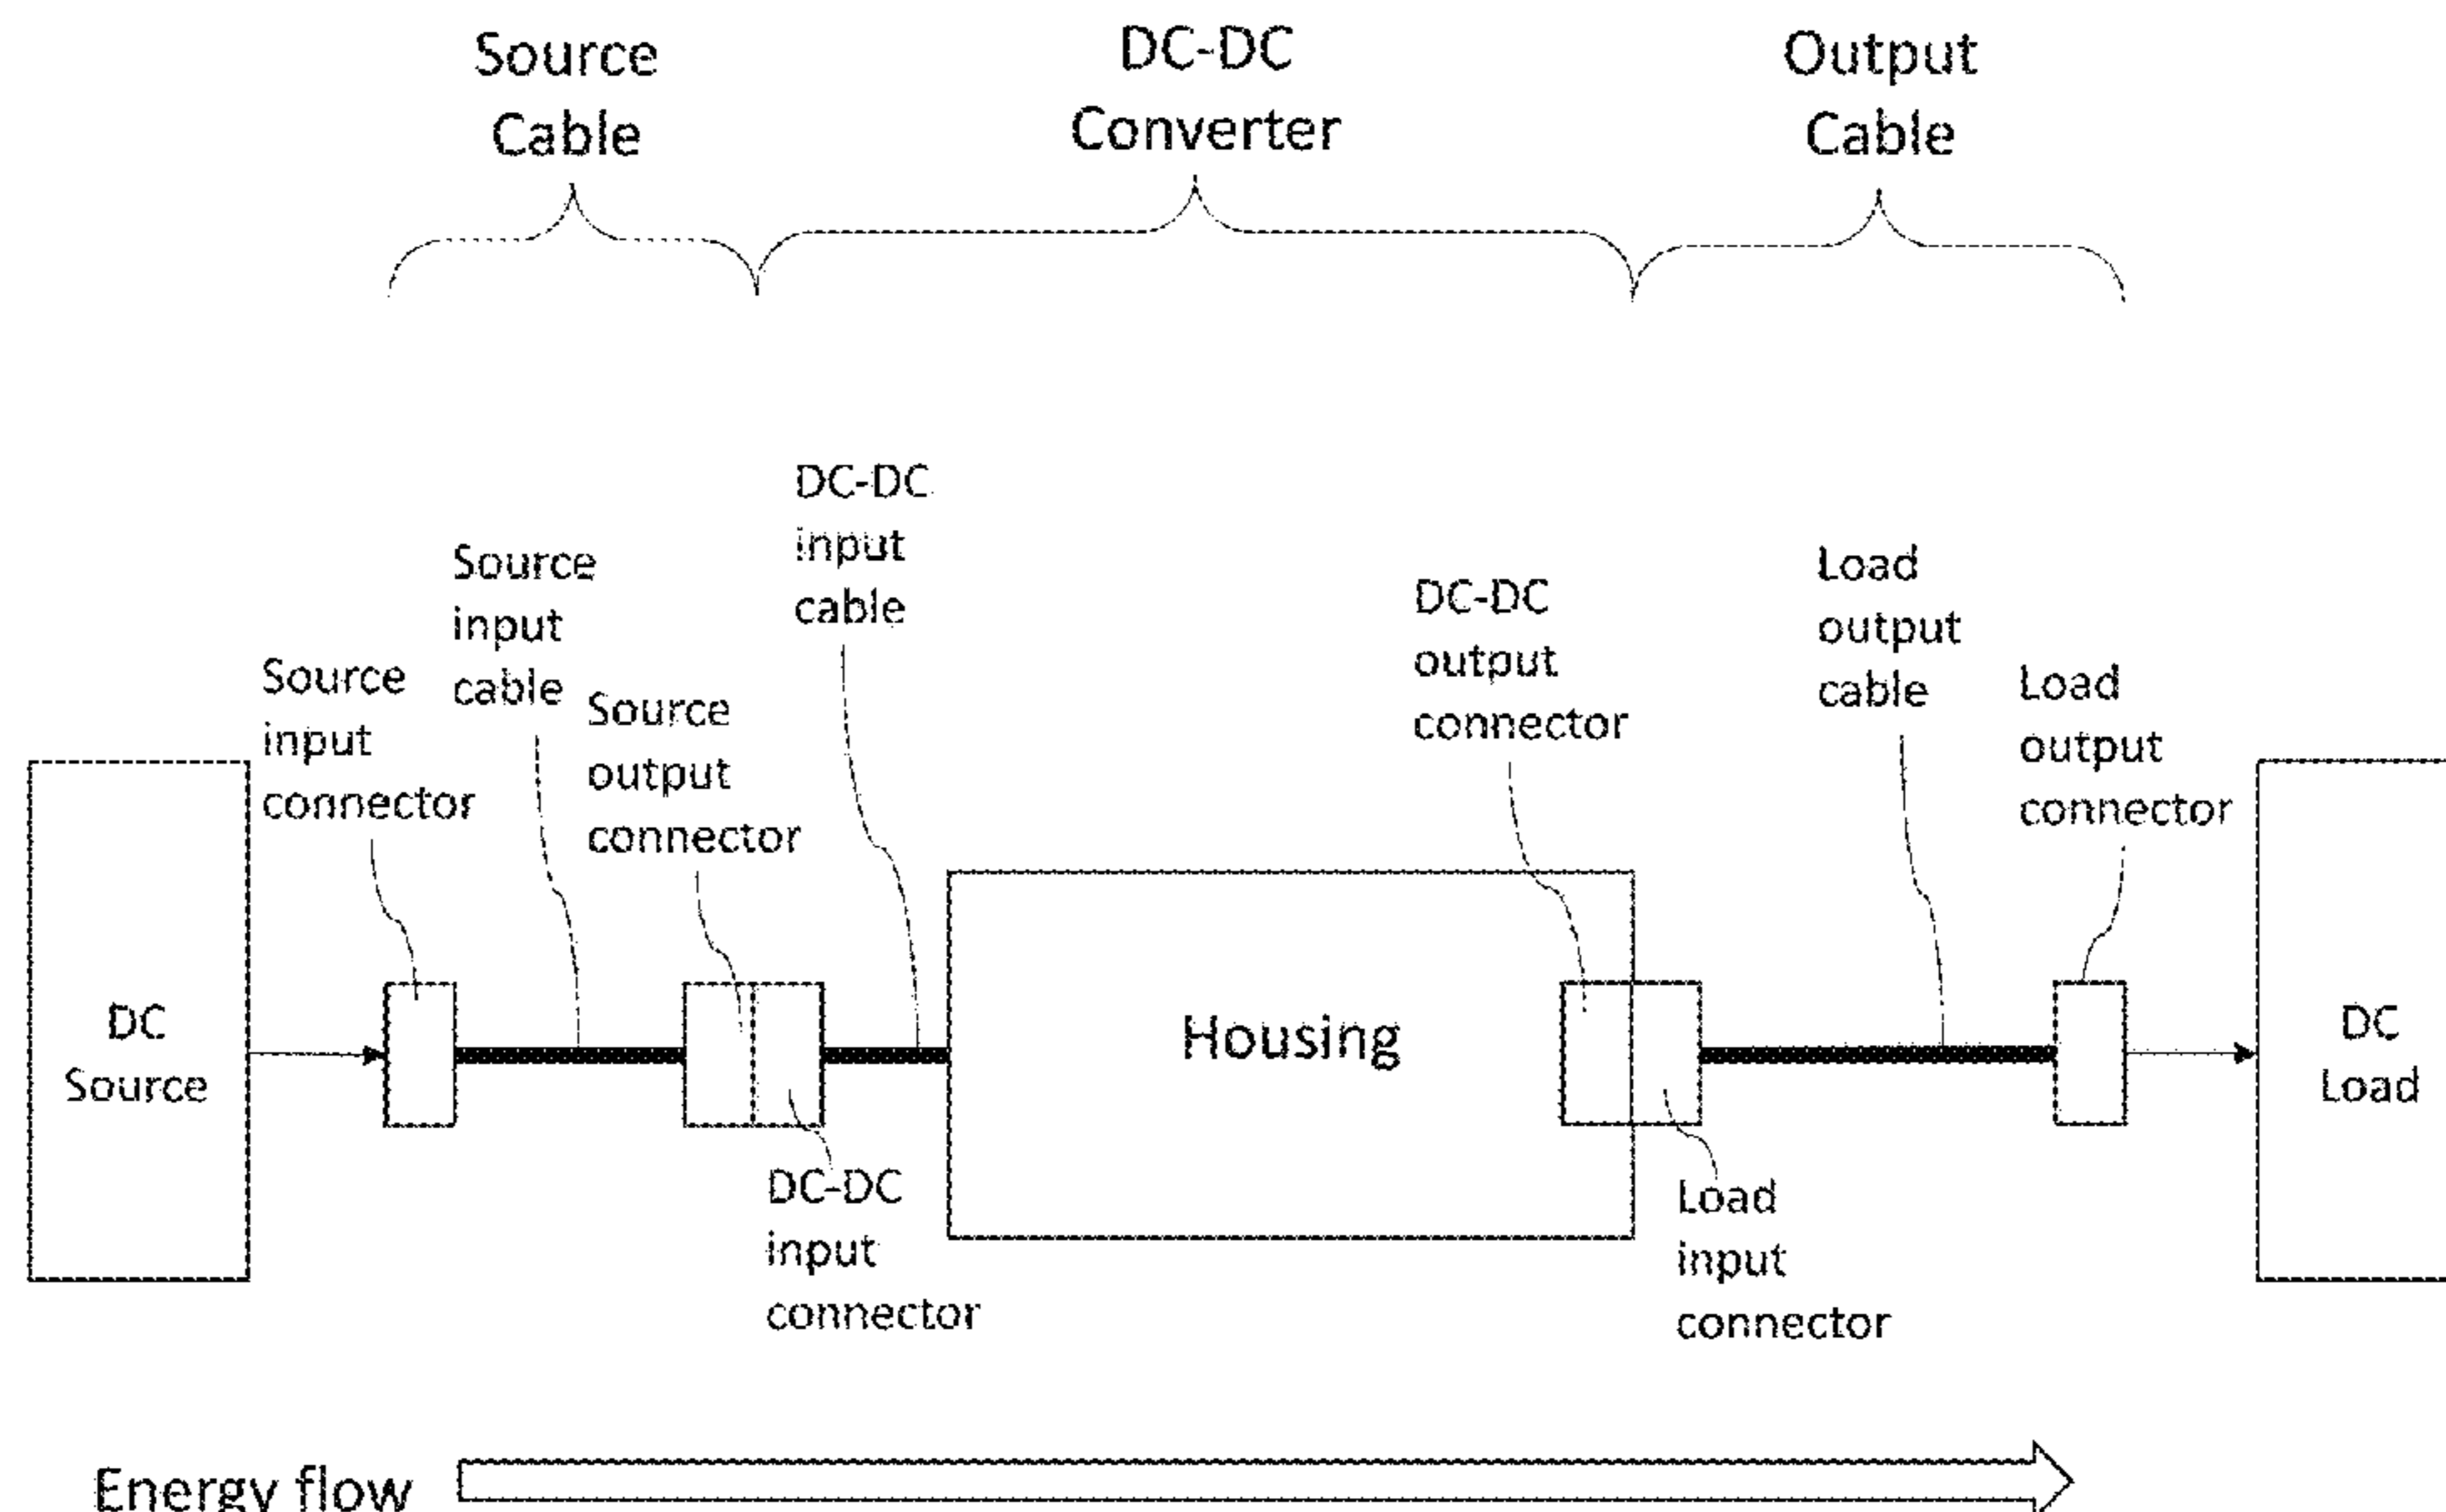 Source
Cable
DC-DC
Converter
Output
Cable
DC-DC
input
cable
Source
input
cable
Source
input
connector
Source
output
connector
DC-DC
output
connector
Load
output
cable
Load
output
connector
DC
Source
Housing
DC
Load
DC-DC
input
connector
Load
input
connector
Energy flow